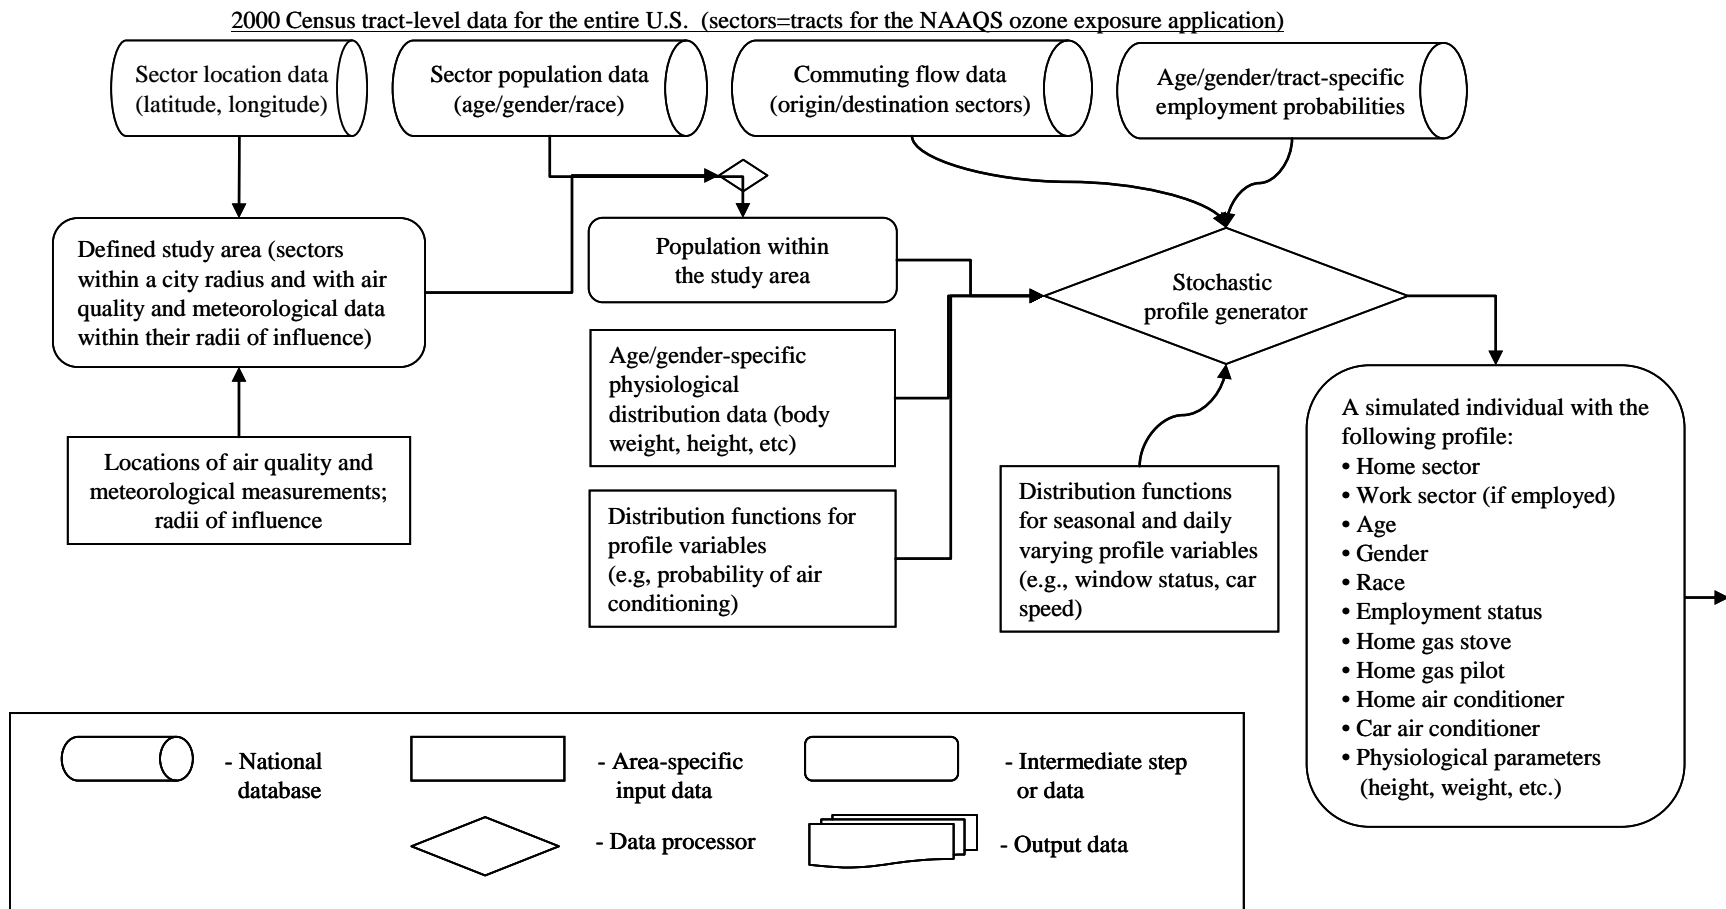 2000 Census tract-level data for the entire U.S. (sectors=tracts for the NAAQS ozone exposure application)
Sector location data
(latitude, longitude)
Sector population data
(age/gender/race)
Commuting flow data
(origin/destination sectors)
Age/gender/tract-specific
employment probabilities
Defined study area (sectors
within a city radius and with air
quality and meteorological data
within their radii of influence)
Population within
the study area
Stochastic
profile generator
Age/gender-specific
physiological
distribution data (body
weight, height, etc)
Locations of air quality and
meteorological measurements;
radii of influence
Distribution functions for
profile variables
(e.g, probability of air
conditioning)
Distribution functions
for seasonal and daily
varying profile variables
(e.g., window status, car
speed)
A simulated individual with the
following profile:
• Home sector
• Work sector (if employed)
• Age
• Gender
• Race
• Employment status
• Home gas stove
• Home gas pilot
• Home air conditioner
• Car air conditioner
• Physiological parameters
(height, weight, etc.)
- National
database
- Area-specific
input data
- Intermediate step
or data
- Data processor
- Output data